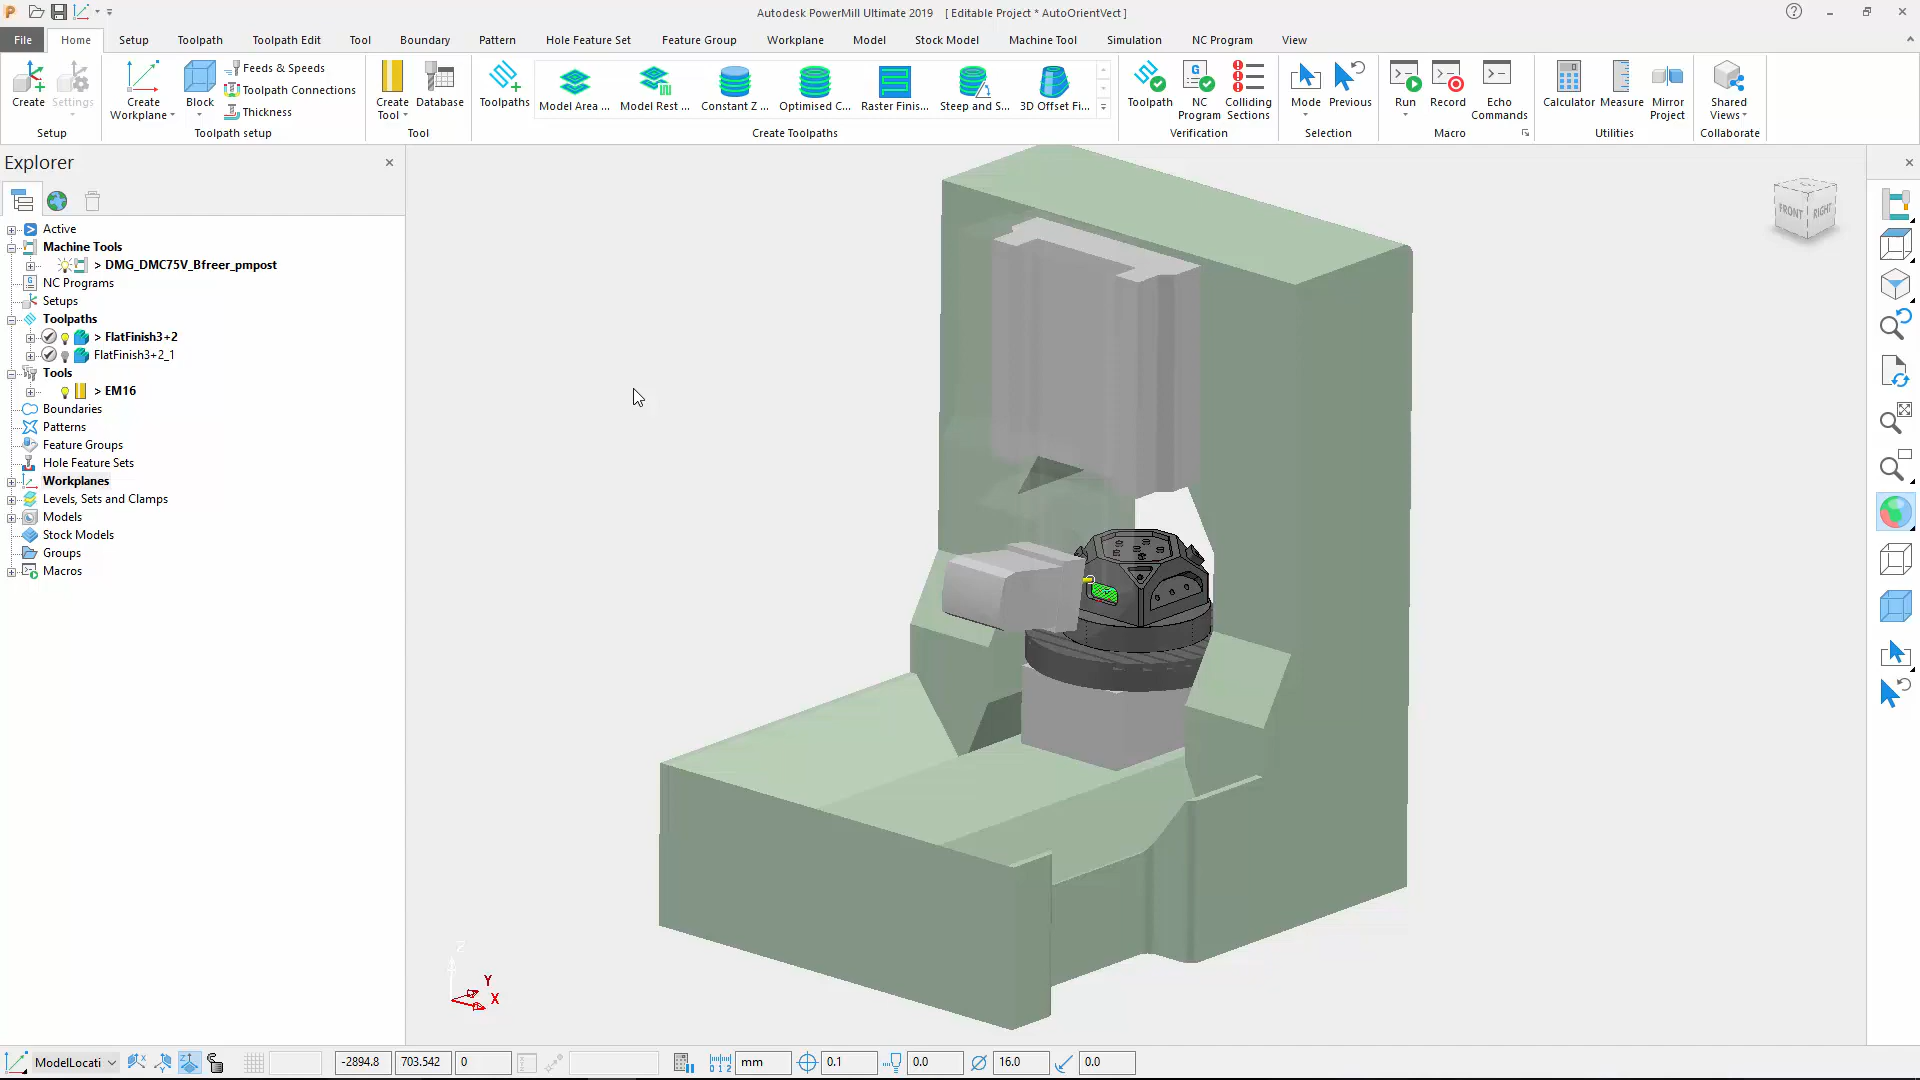 Autodesk PowerMill Ultimate 2019 [ Editable Project * AutoOrientVect ]
File Home Setup Toolpath Toolpath Edit Tool Boundary Pattern Hole Feature Set Feature Group Workplane Model Stock Model Machine Tool Simulation NC Program View
Create
Settings
Setup
Create Workplane
Block
Feeds & Speeds
Toolpath Connections
Thickness
Toolpath setup
Create Tool
Database
Tool
Toolpaths
Model Area ...
Model Rest ...
Constant Z ...
Optimised C...
Raster Finis...
Steep and S...
3D Offset Fi...
Create Toolpaths
Toolpath
NC Program
Colliding Sections
Verification
Mode
Previous
Selection
Run
Record
Echo Commands
Macro
Calculator
Measure
Mirror Project
Utilities
Shared Views
Collaborate
Explorer
> Active
Machine Tools
> DMG_DMC75V_Bfreer_pmpost
NC Programs
Setups
Toolpaths
> FlatFinish3+2
FlatFinish3+2_1
Tools
> EM16
Boundaries
Patterns
Feature Groups
Hole Feature Sets
Workplanes
Levels, Sets and Clamps
Models
Stock Models
Groups
Macros
FRONT RIGHT
Z
Y
X
ModelLocati
-2894.8 703.542 0 mm 0.1 0.0 16.0 0.0